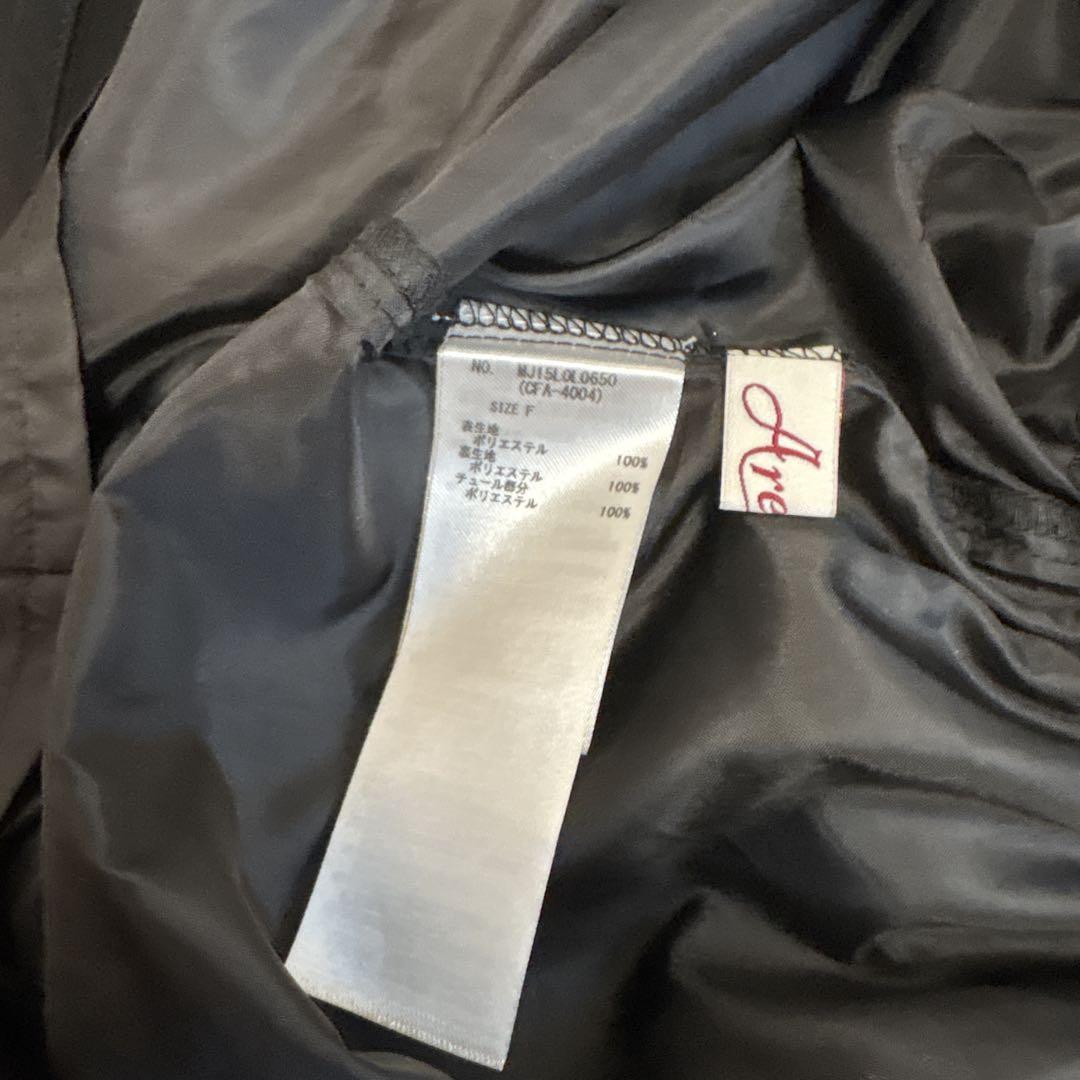 NO. MJ15L0L0650
(CFA-4004)
SIZE F
表生地
ポリエステル 100%
裏生地
ポリエステル 100%
チュール部分
ポリエステル 100%
Are